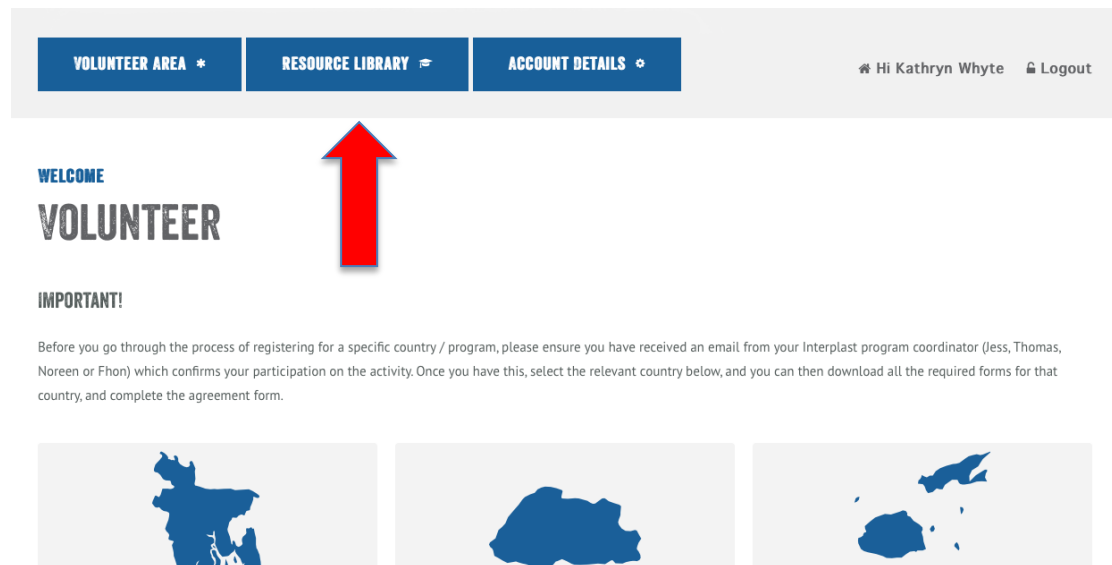 VOLUNTEER AREA
RESOURCE LIBRARY
ACCOUNT DETAILS
Hi Kathryn Whyte
Logout
WELCOME
VOLUNTEER
IMPORTANT!
Before you go through the process of registering for a specific country / program, please ensure you have received an email from your Interplast program coordinator (Jess, Thomas,
Noreen or Fhon) which confirms your participation on the activity. Once you have this, select the relevant country below, and you can then download all the required forms for that
country, and complete the agreement form.